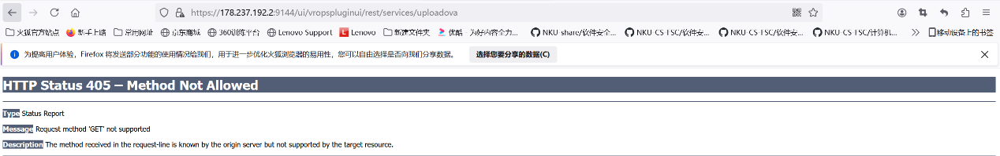 https://178.237.192.2:9144/ui/vropspluginui/rest/services/uploadova
火狐官方站点 新手上路 常用网址 京东商城 360训练平台 Lenovo Support Lenovo 新建文件夹 优酷 - 为好内容全力... NKU-share/软件安全... NKU-CS-TSC/软件安... NKU-CS-TSC/软件安... NKU-CS-TSC/计算机... 移动设备上的书签
为提高用户体验，Firefox 将发送部分功能的使用情况给我们，用于进一步优化火狐浏览器的易用性，您可以自由选择是否向我们分享数据。 选择您要分享的数据(C)
HTTP Status 405 – Method Not Allowed
Type Status Report
Message Request method 'GET' not supported
Description The method received in the request-line is known by the origin server but not supported by the target resource.